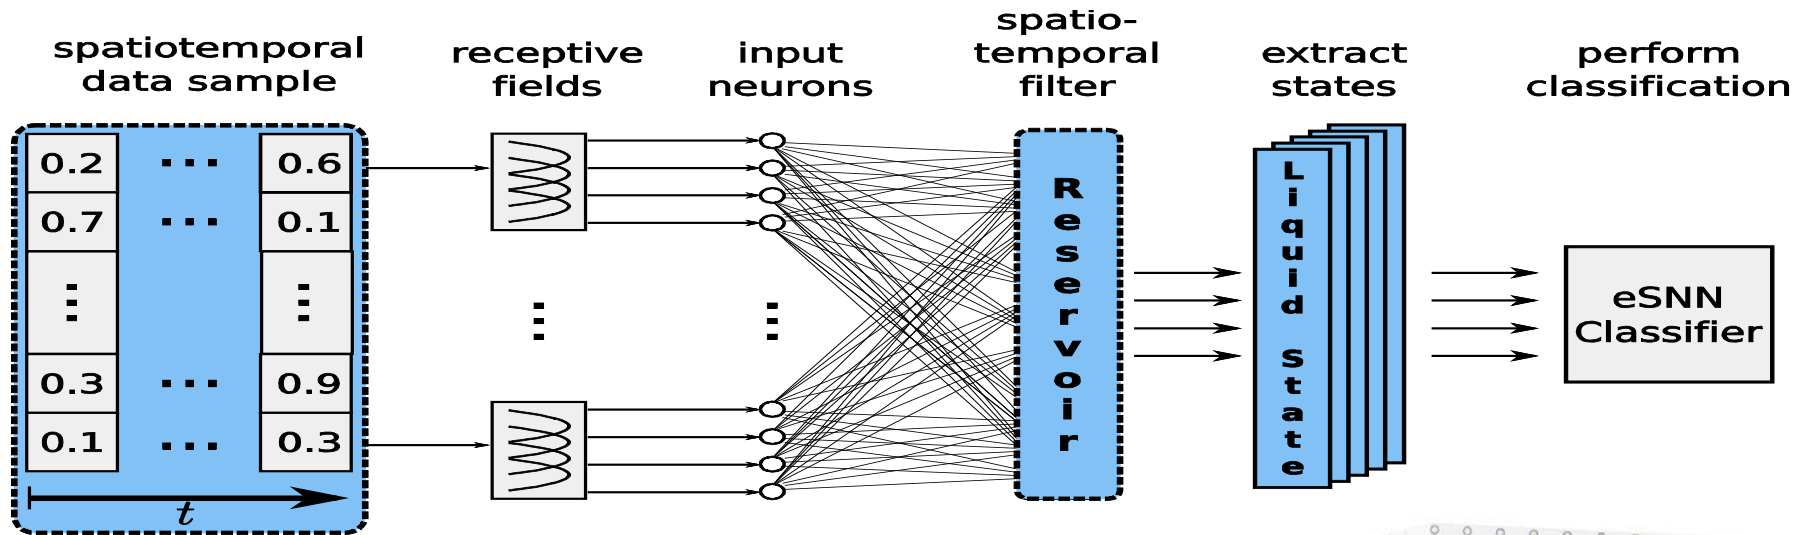 spatiotemporal
data sample
receptive
fields
input
neurons
spatio-
temporal
filter
extract
states
perform
classification
0.2 ... 0.6
0.7 ... 0.1
... ...
0.3 ... 0.9
0.1 ... 0.3
t
... ...
Reservoir
Liquid State
eSNN
Classifier